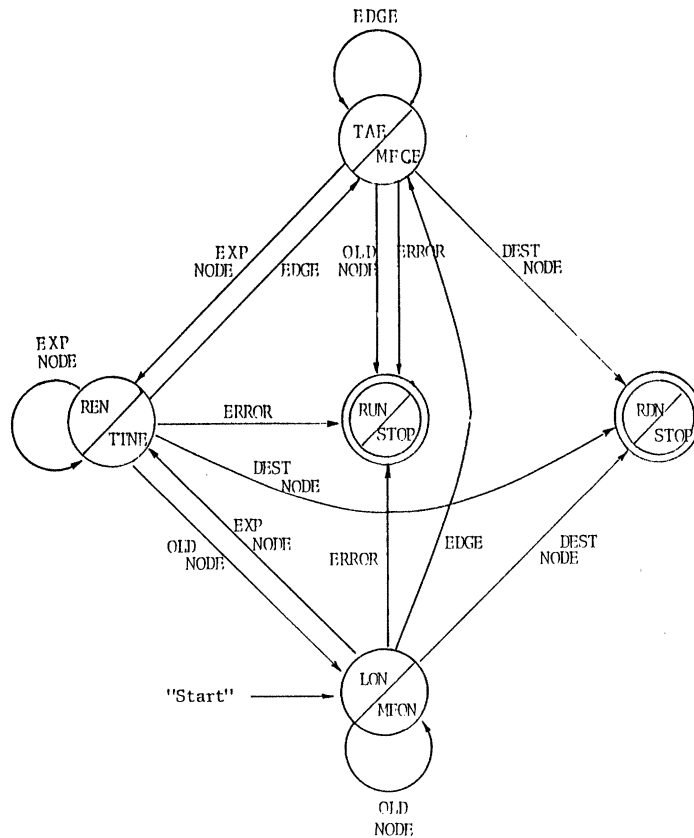 EDGE
TAE
MFCE
EXP
NODE
EDGE
OLD
NODE
ERROR
DEST
NODE
EXP
NODE
REN
TINE
ERROR
RUN
STOP
RDN
STOP
DEST
NODE
OLD
NODE
EXP
NODE
ERROR
EDGE
DEST
NODE
"Start"
LON
MFON
OLD
NODE